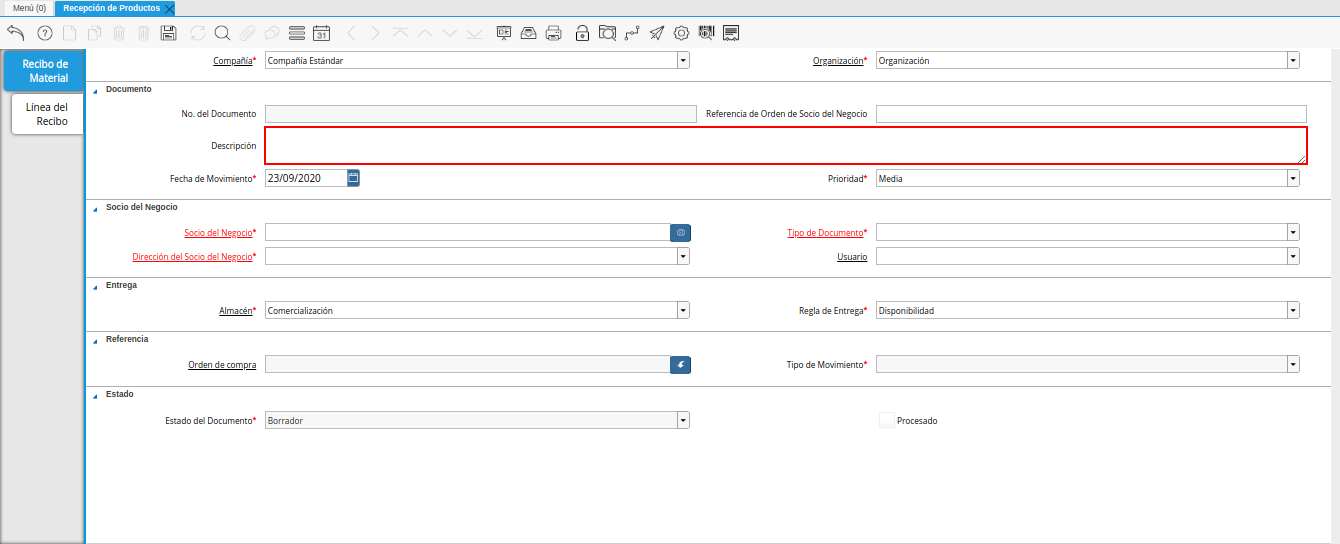 Menú (0) Recepción de Productos
31
Recibo de
Material
Línea del
Recibo
Compañía* Compañía Estándar Organización* Organización
Documento
No. del Documento Referencia de Orden de Socio del Negocio
Descripción
Fecha de Movimiento* 23/09/2020 Prioridad* Media
Socio del Negocio
Socio del Negocio* Tipo de Documento*
Dirección del Socio del Negocio* Usuario
Entrega
Almacén* Comercialización Regla de Entrega* Disponibilidad
Referencia
Orden de compra Tipo de Movimiento*
Estado
Estado del Documento* Borrador Procesado